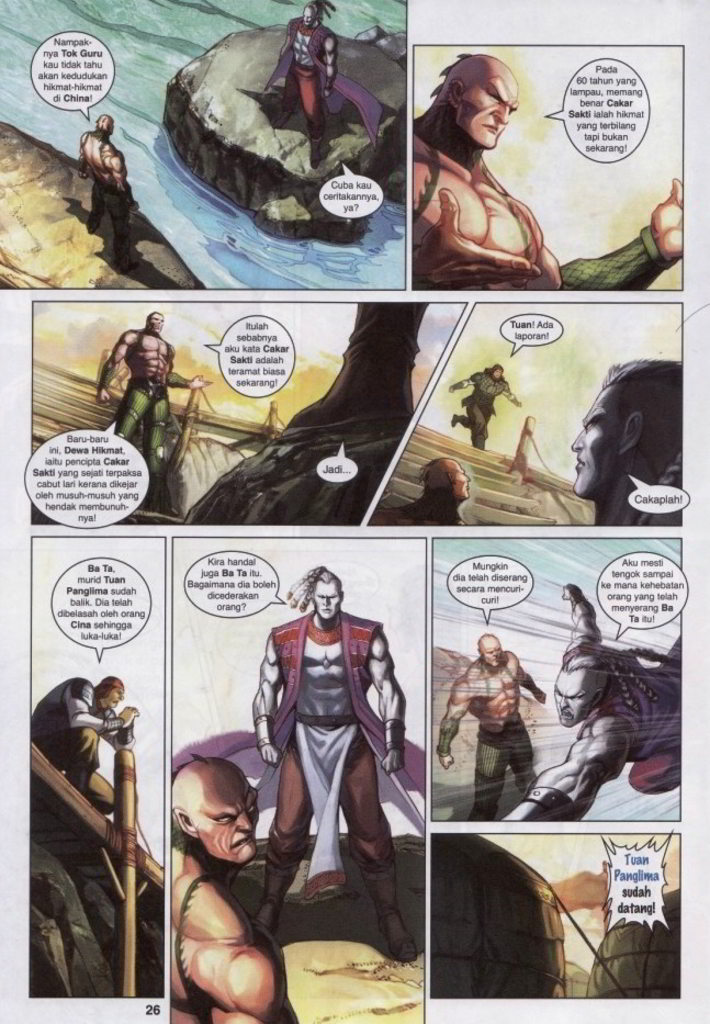 Nampak-
nya Tok Guru
kau tidak tahu
akan kedudukan
hikmat-hikmat
di China!
Cuba kau
ceritakannya,
ya?
Pada
60 tahun yang
lampau, memang
benar Cakar
Sakti ialah hikmat
yang terbilang
tapi bukan
sekarang!
Itulah
sebabnya
aku kata Cakar
Sakti adalah
teramat biasa
sekarang!
Baru-baru
ini, Dewa Hikmat,
iaitu pencipta Cakar
Sakti yang sejati terpaksa
cabut lari kerana dikejar
oleh musuh-musuh yang
hendak membunuh-
nya!
Jadi...
Tuan! Ada
laporan!
Cakaplah!
Ba Ta,
murid Tuan
Panglima sudah
balik. Dia telah
dibelasah oleh orang
Cina sehingga
luka-luka!
Kira handal
juga Ba Ta itu.
Bagaimana dia boleh
dicederakan
orang?
Mungkin
dia telah diserang
secara mencuri-
curi!
Aku mesti
tengok sampai
ke mana kehebatan
orang yang telah
menyerang Ba
Ta itu!
Tuan
Panglima
sudah
datang!
26